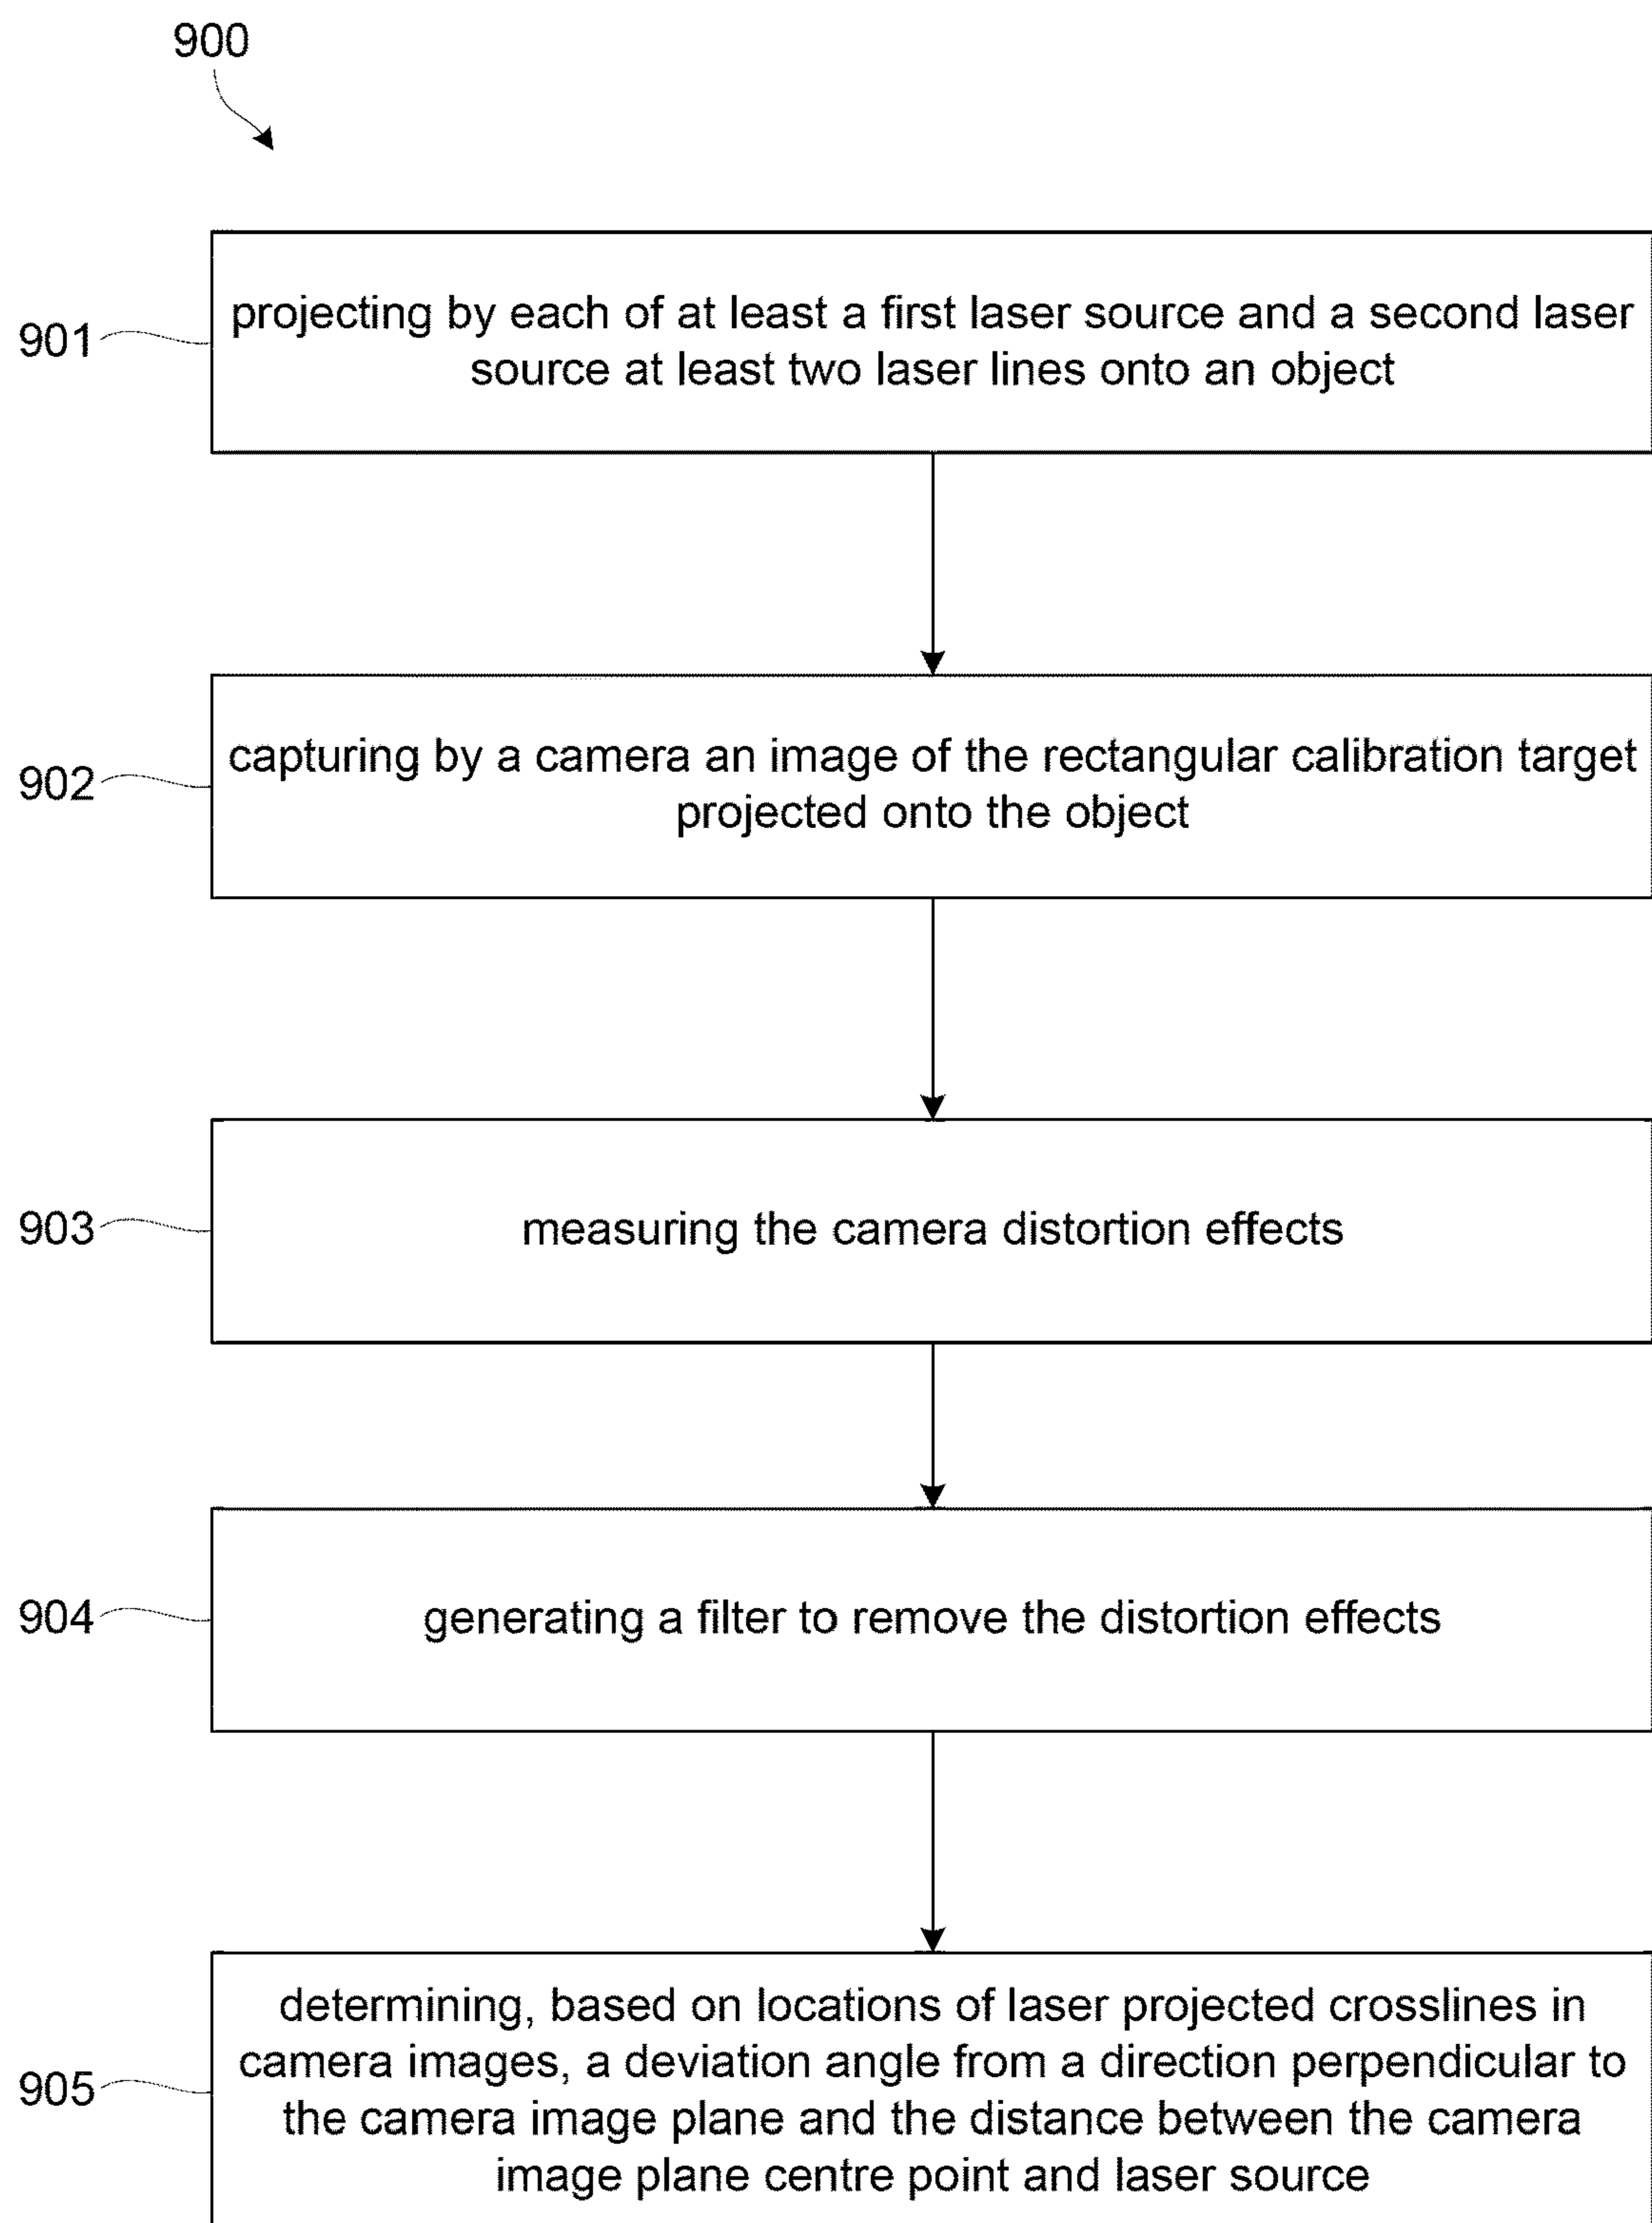 900
901
projecting by each of at least a first laser source and a second laser
source at least two laser lines onto an object
902
capturing by a camera an image of the rectangular calibration target
projected onto the object
903
measuring the camera distortion effects
904
generating a filter to remove the distortion effects
905
determining, based on locations of laser projected crosslines in
camera images, a deviation angle from a direction perpendicular to
the camera image plane and the distance between the camera
image plane centre point and laser source